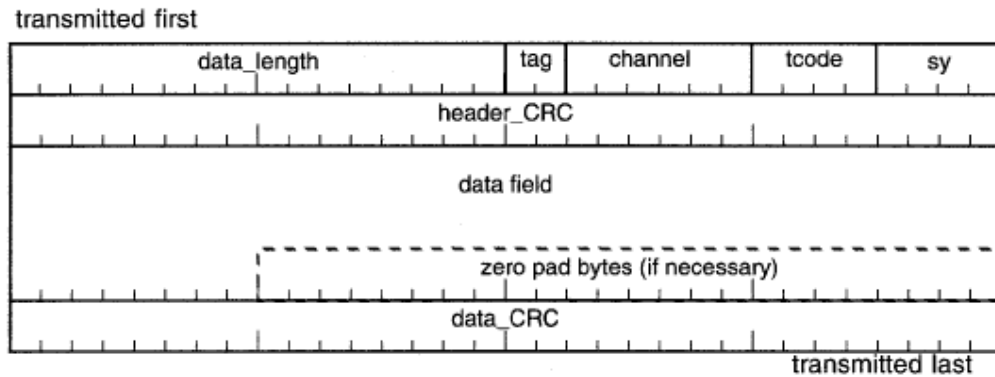 transmitted first
data_length tag channel tcode sy
header_CRC
data field
zero pad bytes (if necessary)
data_CRC
transmitted last